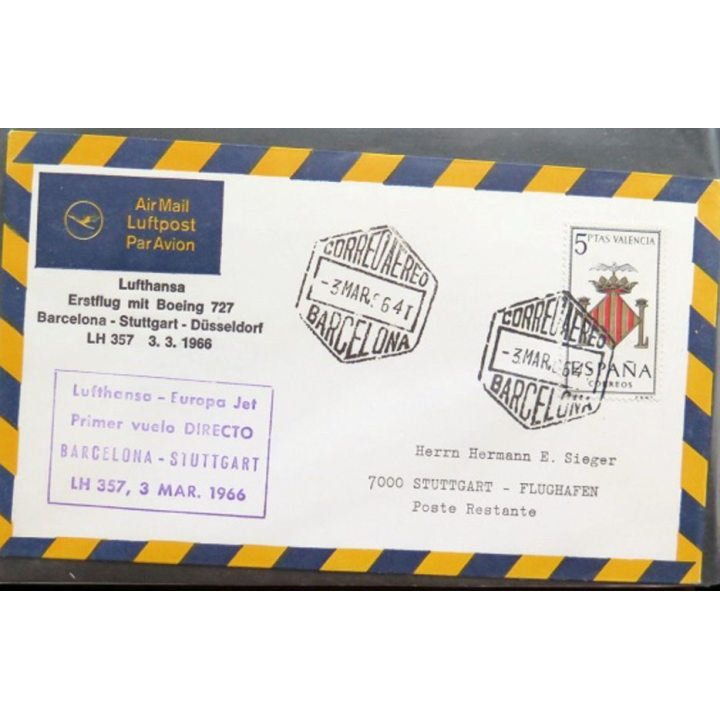 Air Mail
Luftpost
Par Avion
Lufthansa
Erstflug mit Boeing 727
Barcelona - Stuttgart - Düsseldorf
LH 357 3. 3. 1966
Lufthansa - Europa Jet
Primer vuelo DIRECTO
BARCELONA - STUTTGART
LH 357, 3 MAR. 1966
CORREO AEREO
-3 MAR. 64T
BARCELONA
5 PTAS VALENCIA
L L
ESPAÑA
CORREOS
CORREO AEREO
-3 MAR. 64
BARCELONA
Herrn Hermann E. Sieger
7000 STUTTGART - FLUGHAFEN
Poste Restante